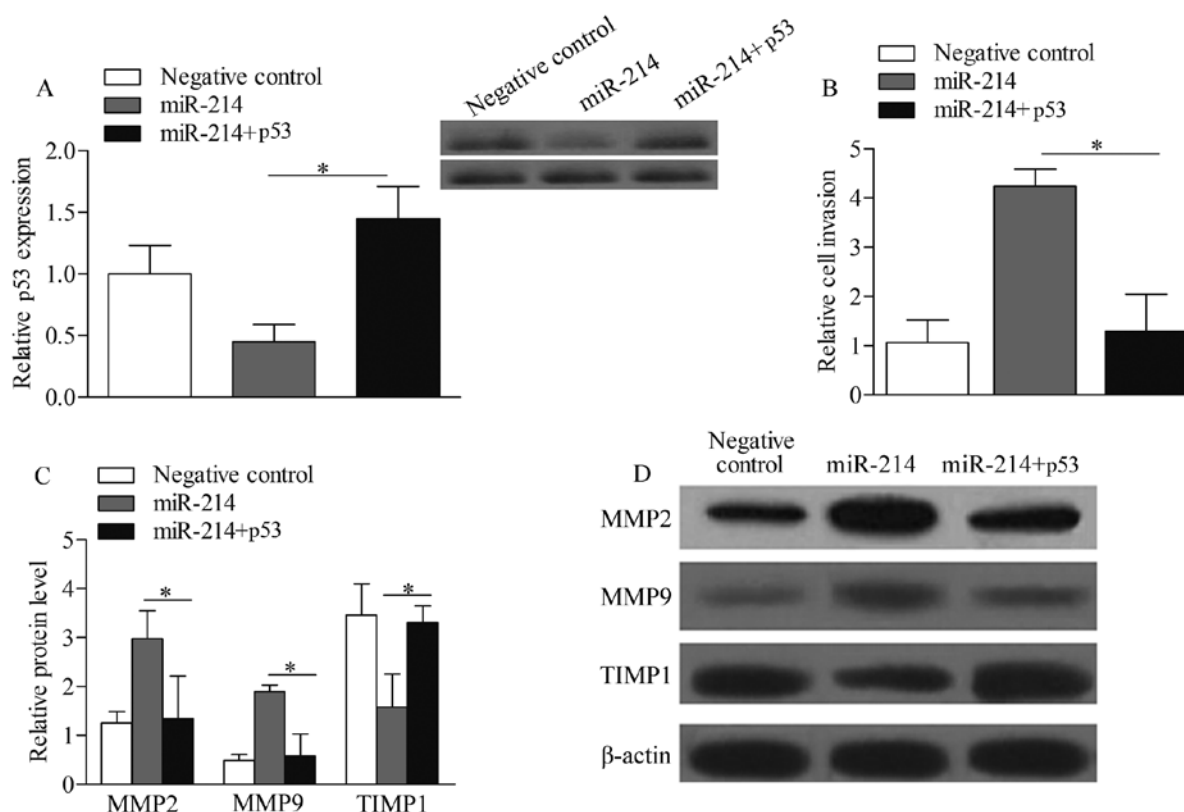 A
Negative control
miR-214
miR-214+p53
Relative p53 expression
2.0
1.5
1.0
0.5
0.0
*
Negative control
miR-214
miR-214+p53
B
Negative control
miR-214
miR-214+p53
Relative cell invasion
5
4
3
2
1
0
*
C
Negative control
miR-214
miR-214+p53
Relative protein level
5
4
3
2
1
0
*
*
*
MMP2
MMP9
TIMP1
D
Negative
control
miR-214
miR-214+p53
MMP2
MMP9
TIMP1
β-actin